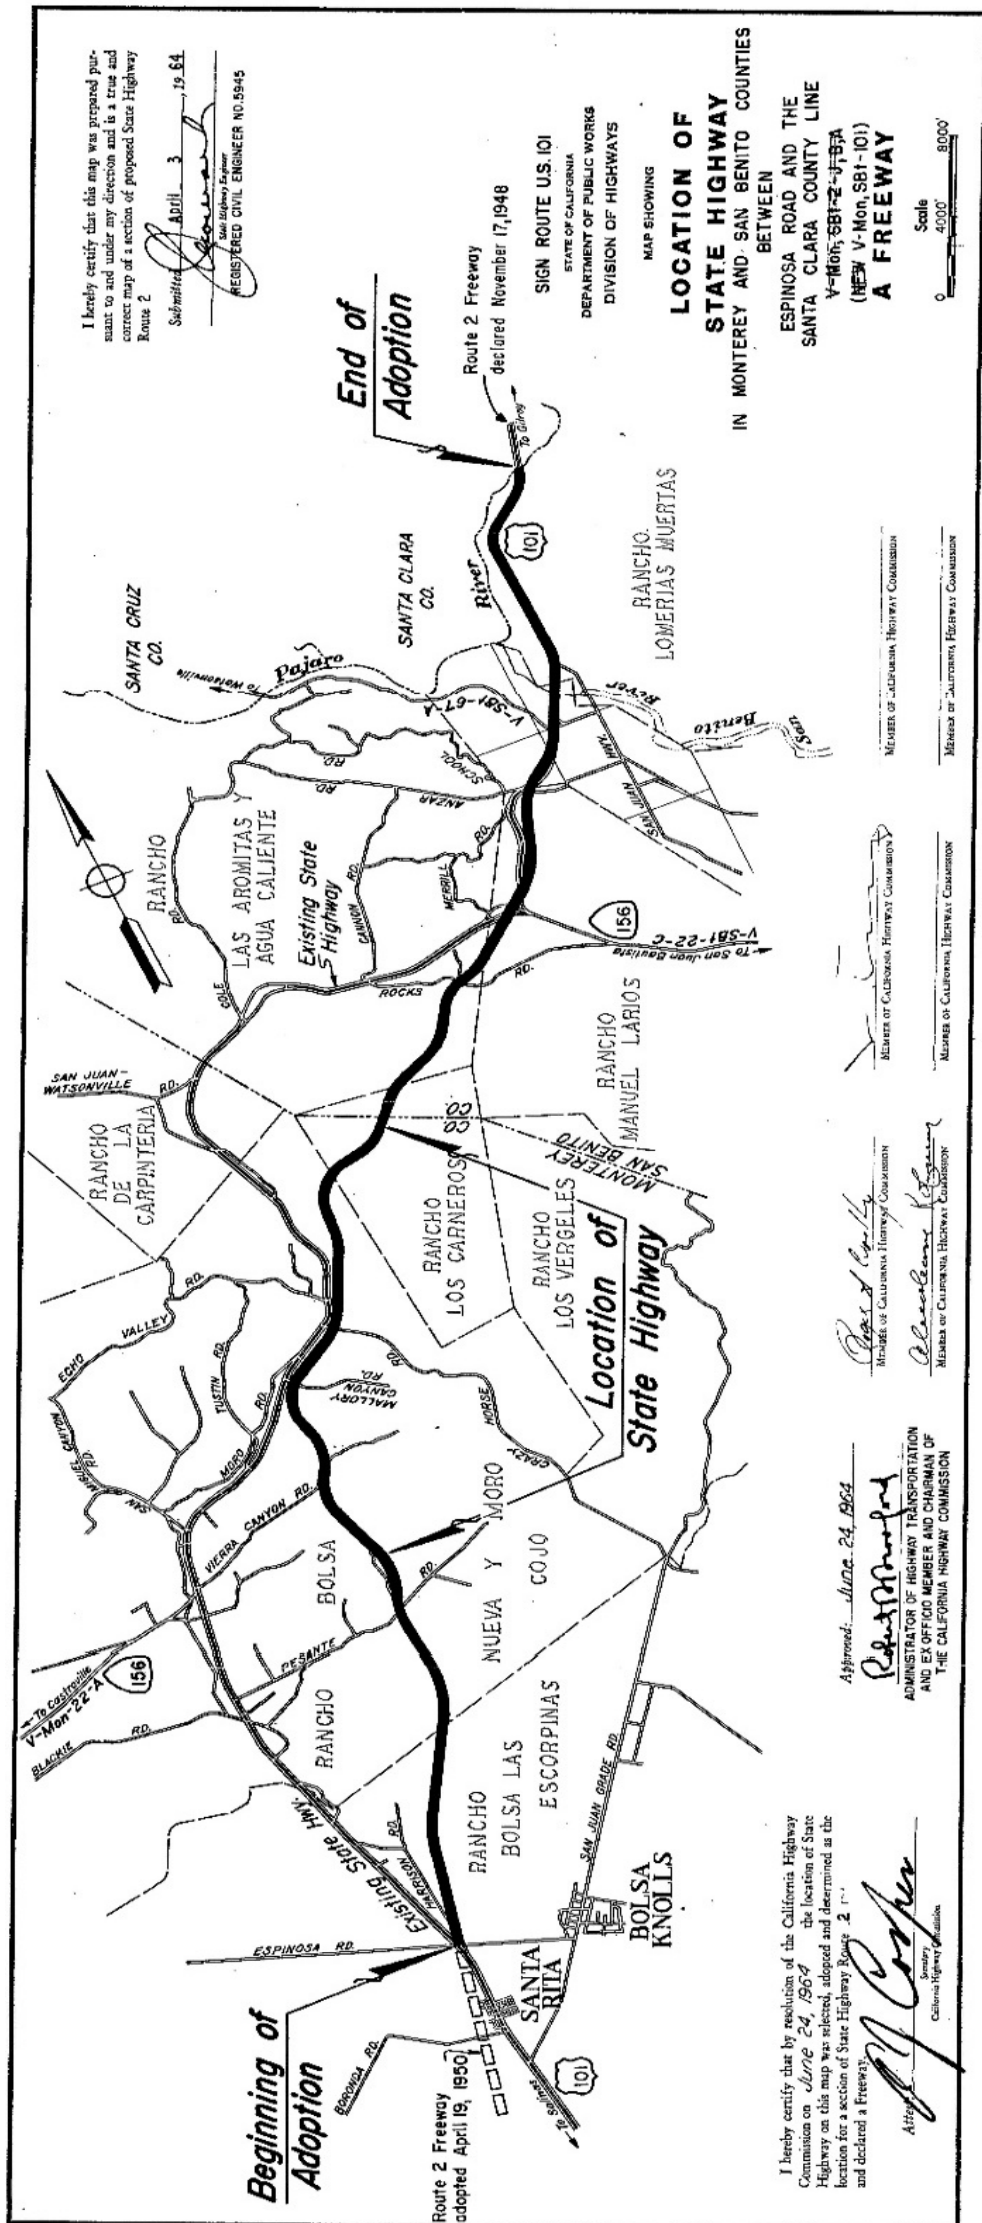 I hereby certify that this map was prepared pur-
suant to and under my direction and is a true and
correct map of a section of proposed State Highway
Route 2
Submitted April 3, 1964
State Highway Engineer
REGISTERED CIVIL ENGINEER NO. 5945
SIGN ROUTE U.S. 101
STATE OF CALIFORNIA
DEPARTMENT OF PUBLIC WORKS
DIVISION OF HIGHWAYS
MAP SHOWING
LOCATION OF
STATE HIGHWAY
IN MONTEREY AND SAN BENITO COUNTIES
BETWEEN
ESPINOSA ROAD AND THE
SANTA CLARA COUNTY LINE
V-Mon, SBt-2-J, B, A
(NEW V-Mon, SBt-101)
A FREEWAY
Scale
0 4000' 8000'
End of
Adoption
Route 2 Freeway
declared November 17, 1948
To Gilroy
101
SANTA CRUZ
CO.
To Watsonville
Pajaro
River
SANTA CLARA
CO.
V-SBt-67-A
RANCHO
LOMERIAS MUERTAS
San
Benito
River
SAN JUAN
HWY.
SCHOOL
RD.
ANZAR
RD.
MERRILL
RD.
CANNON
RD.
RANCHO
LAS AROMITAS Y
AGUA CALIENTE
Existing State
Highway
COLE
RD.
ROCKS
RD.
156
V-SBt-22-C
To San Juan Bautista
SAN JUAN-
WATSONVILLE
RD.
RANCHO
DE LA
CARPINTERIA
RANCHO
MANUEL LARIOS
MONTEREY CO.
SAN BENITO CO.
RANCHO
LOS CARNEROS
RANCHO
LOS VERGELES
Location of
State Highway
ECHO
VALLEY
RD.
TUSTIN
RD.
MORO
RD.
SAN
MIGUEL
CANYON
RD.
MALLORY
CANYON
RD.
CRAZY
HORSE
RD.
VIERRA CANYON RD.
PESANTE
RD.
RANCHO
BOLSA
NUEVA Y MORO
COJO
To Castroville
V-Mon-22-A
156
BLACKIE
RD.
Existing State Hwy.
HARRISON
RD.
RANCHO
BOLSA LAS
ESCORPINAS
SAN JUAN GRADE RD.
BOLSA
KNOLLS
SANTA
RITA
ESPINOSA RD.
BORONDA RD.
Beginning of
Adoption
Route 2 Freeway
adopted April 19, 1950
To Salinas
101
I hereby certify that by resolution of the California Highway
Commission on June 24, 1964 the location of State
Highway on this map was selected, adopted and determined as the
location for a section of State Highway Route 2
and declared a Freeway.
Attest
Secretary
California Highway Commission
Approved: June 24, 1964
ADMINISTRATOR OF HIGHWAY TRANSPORTATION
AND EX OFFICIO MEMBER AND CHAIRMAN OF
THE CALIFORNIA HIGHWAY COMMISSION
MEMBER OF CALIFORNIA HIGHWAY COMMISSION
MEMBER OF CALIFORNIA HIGHWAY COMMISSION
MEMBER OF CALIFORNIA HIGHWAY COMMISSION
MEMBER OF CALIFORNIA HIGHWAY COMMISSION
MEMBER OF CALIFORNIA HIGHWAY COMMISSION
MEMBER OF CALIFORNIA HIGHWAY COMMISSION